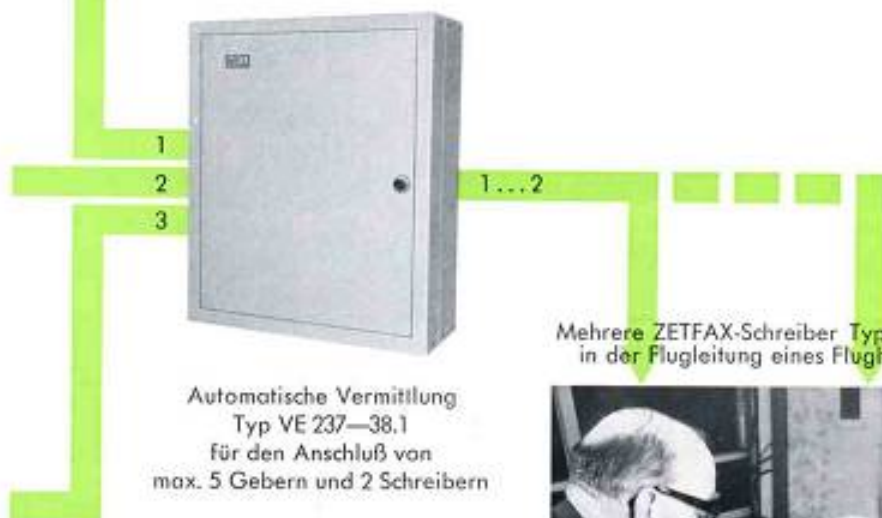 1
2
3
1...2
Mehrere ZETFAX-Schreiber Typ
in der Flugleitung eines
Automatische Vermittlung
Typ VE 237—38.1
für den Anschluß von
max. 5 Gebern und 2 Schreibern